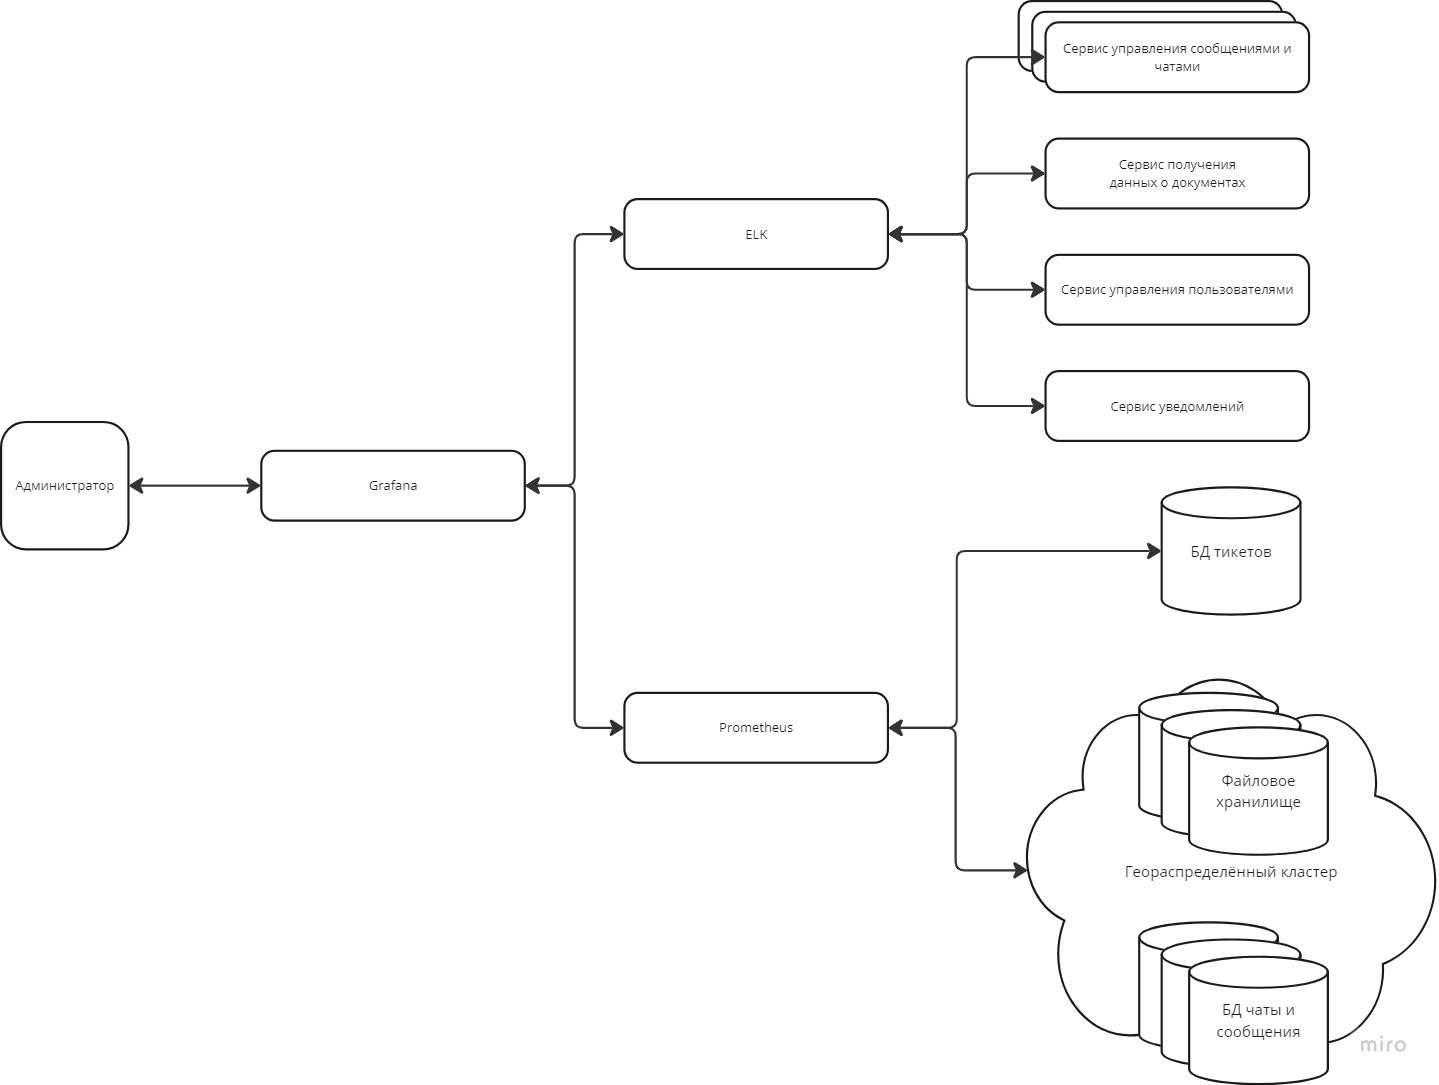 Сервис управления сообщениями и
чатами
Сервис получения
данных о документах
ELK
Сервис управления пользователями
Сервис уведомлений
Администратор
Grafana
БД тикетов
Prometheus
Файловое
хранилище
Геораспределённый кластер
БД чаты и
сообщения
miro